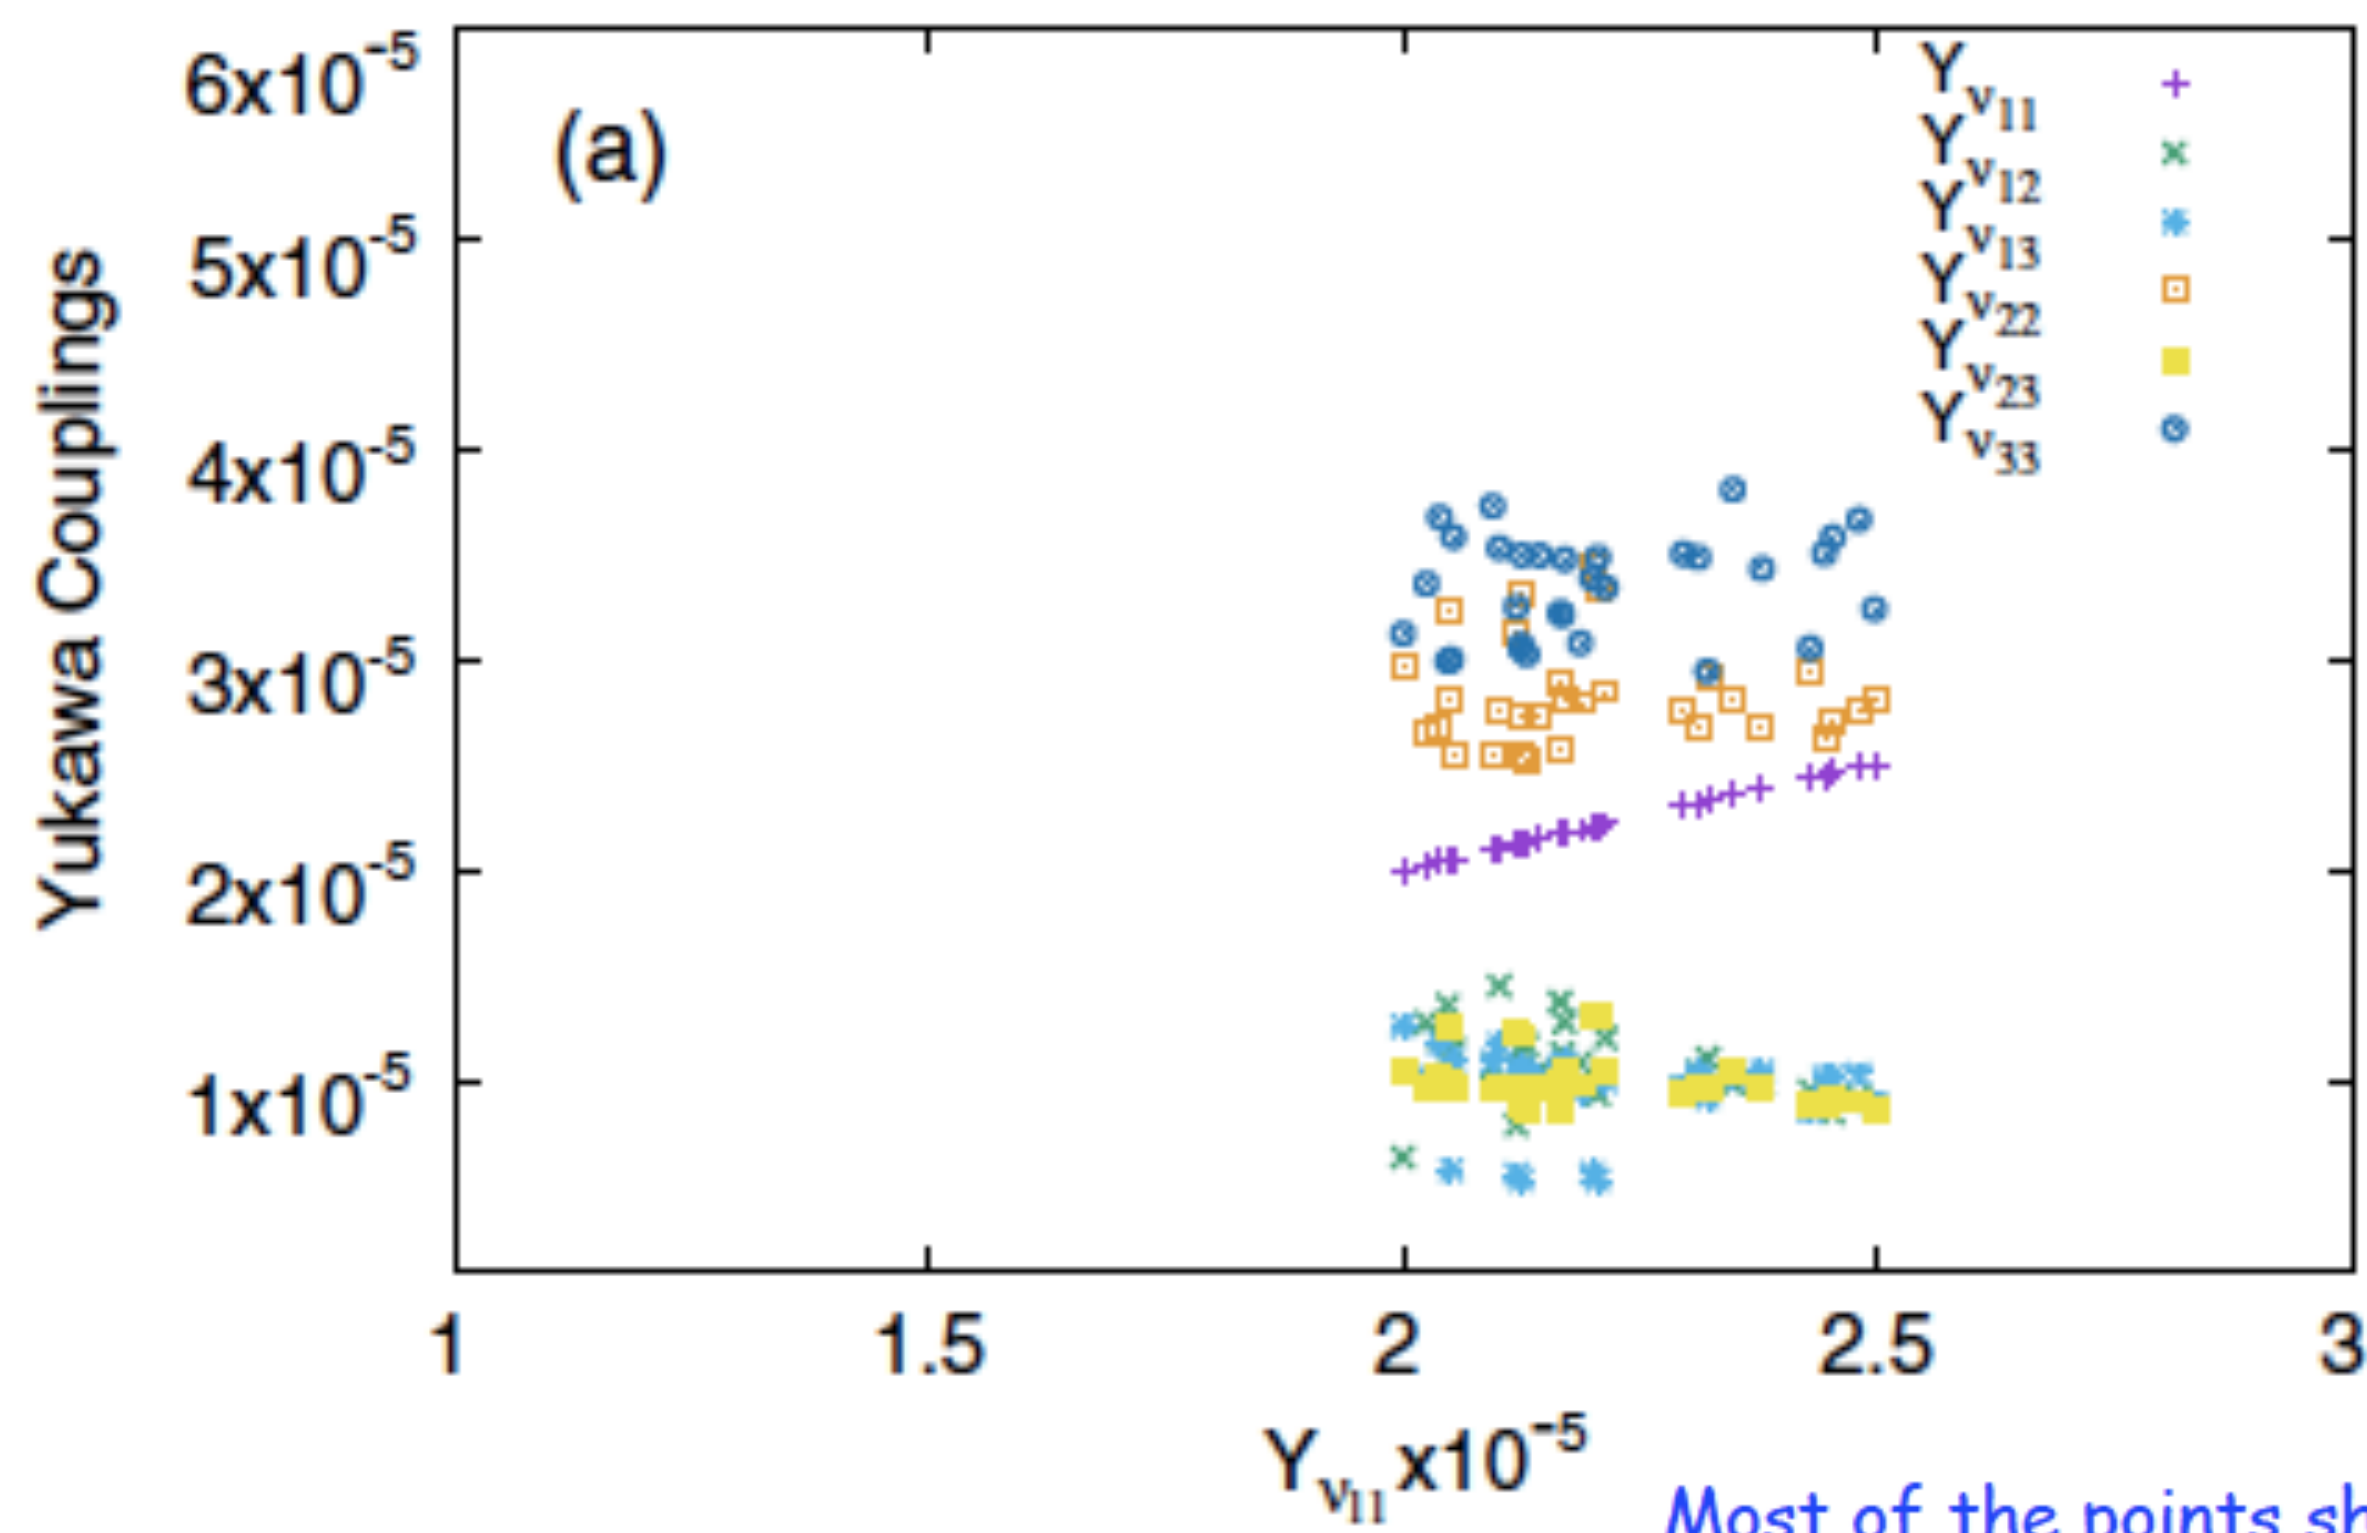 6x10⁻⁵
5x10⁻⁵
4x10⁻⁵
3x10⁻⁵
2x10⁻⁵
1x10⁻⁵
Yukawa Couplings
(a)
Yν₁₁
Yν₁₂
Yν₁₃
Yν₂₂
Yν₂₃
Yν₃₃
1 1.5 2 2.5 3
Yν₁₁x10⁻⁵
Most of the points